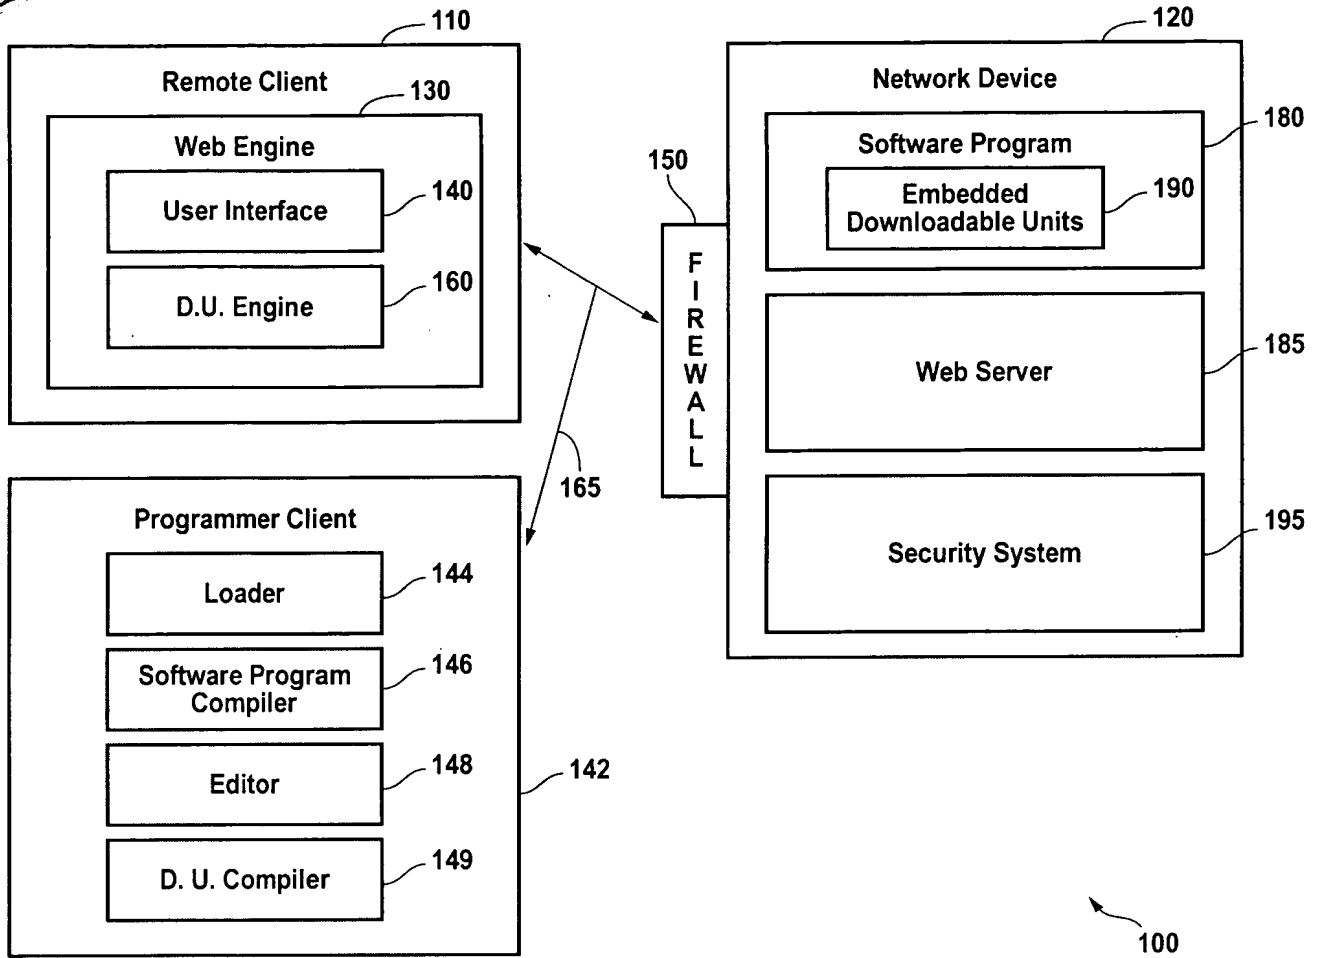 110
Remote Client
130
Web Engine
User Interface
140
D.U. Engine
160
165
Programmer Client
Loader
144
Software Program
Compiler
146
Editor
148
D. U. Compiler
149
142
150
FIREWALL
120
Network Device
Software Program
180
Embedded
Downloadable Units
190
Web Server
185
Security System
195
100